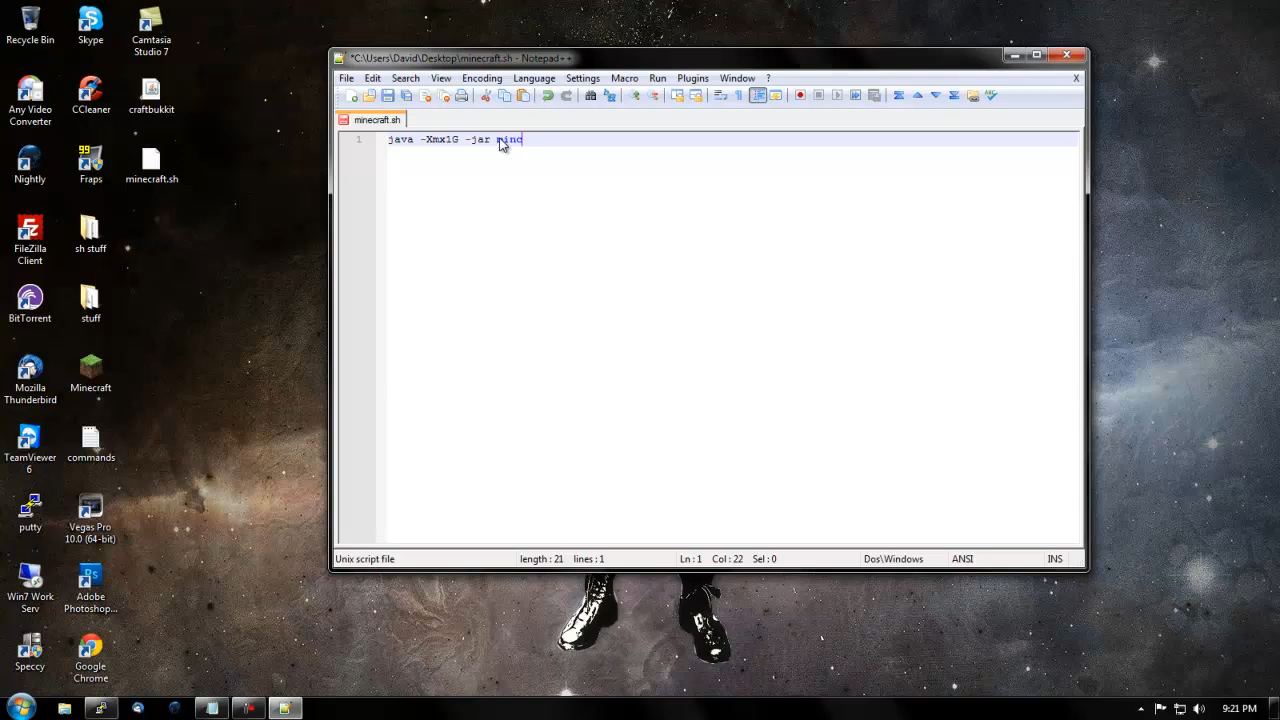 Recycle Bin
Skype
Camtasia
Studio 7
*C:\Users\David\Desktop\minecraft.sh - Notepad++
File Edit Search View Encoding Language Settings Macro Run Plugins Window ? X
minecraft.sh
1 java -Xmx1G -jar minc
Any Video
Converter
CCleaner
craftbukkit
Nightly
99
Fraps
minecraft.sh
FileZilla
Client
sh stuff
BitTorrent
stuff
Mozilla
Thunderbird
Minecraft
TeamViewer
6
commands
putty
Vegas Pro
10.0 (64-bit)
Unix script file length : 21 lines : 1 Ln : 1 Col : 22 Sel : 0 Dos\Windows ANSI INS
Win7 Work
Serv
Adobe
Photoshop...
Speccy
Google
Chrome
9:21 PM